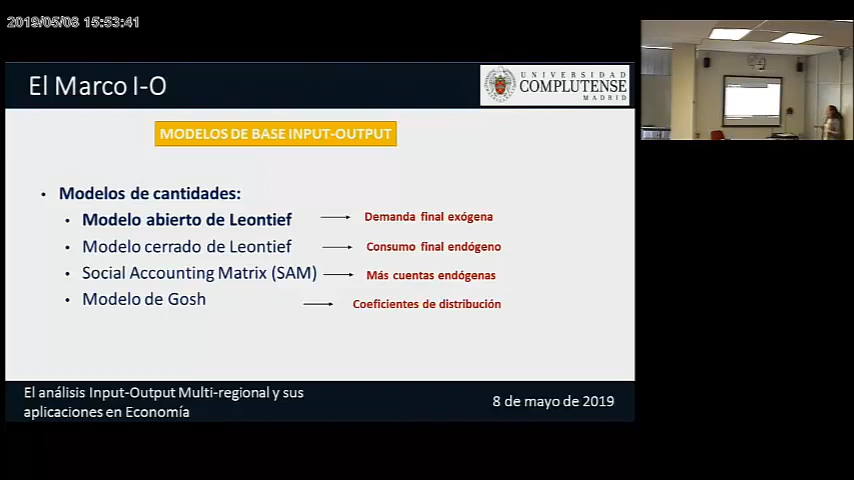 2019/05/08 15:53:41
El Marco I-O
UNIVERSIDAD
COMPLUTENSE
MADRID
MODELOS DE BASE INPUT-OUTPUT
• Modelos de cantidades:
• Modelo abierto de Leontief → Demanda final exógena
• Modelo cerrado de Leontief → Consumo final endógeno
• Social Accounting Matrix (SAM) → Más cuentas endógenas
• Modelo de Gosh → Coeficientes de distribución
El análisis Input-Output Multi-regional y sus
aplicaciones en Economía
8 de mayo de 2019